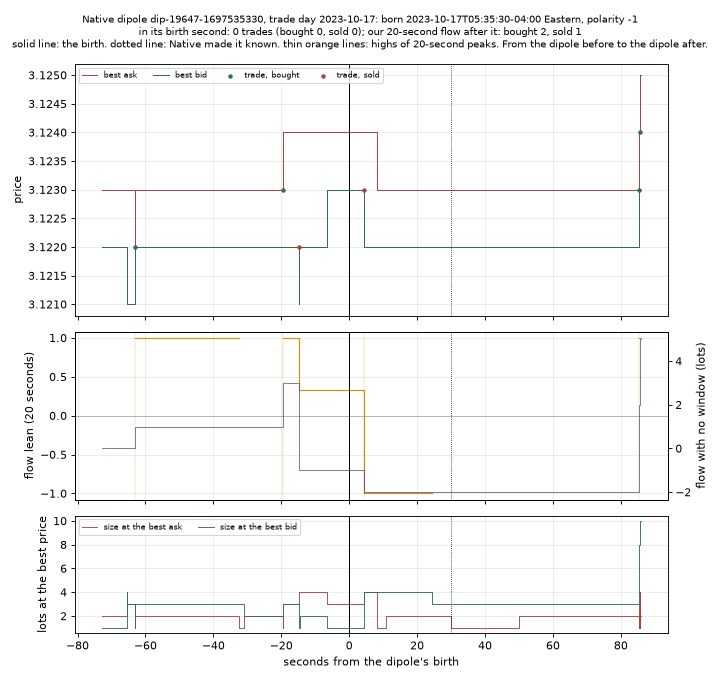 Native dipole dip-19647-1697535330, trade day 2023-10-17: born 2023-10-17T05:35:30-04:00 Eastern, polarity -1
in its birth second: 0 trades (bought 0, sold 0); our 20-second flow after it: bought 2, sold 1
solid line: the birth. dotted line: Native made it known. thin orange lines: highs of 20-second peaks. From the dipole before to the dipole after.
best ask
best bid
trade, bought
trade, sold
3.1250
3.1245
3.1240
3.1235
3.1230
3.1225
3.1220
3.1215
3.1210
price
1.0
0.5
0.0
−0.5
−1.0
flow lean (20 seconds)
4
2
0
−2
flow with no window (lots)
size at the best ask
size at the best bid
10
8
6
4
2
lots at the best price
−80
−60
−40
−20
0
20
40
60
80
seconds from the dipole's birth